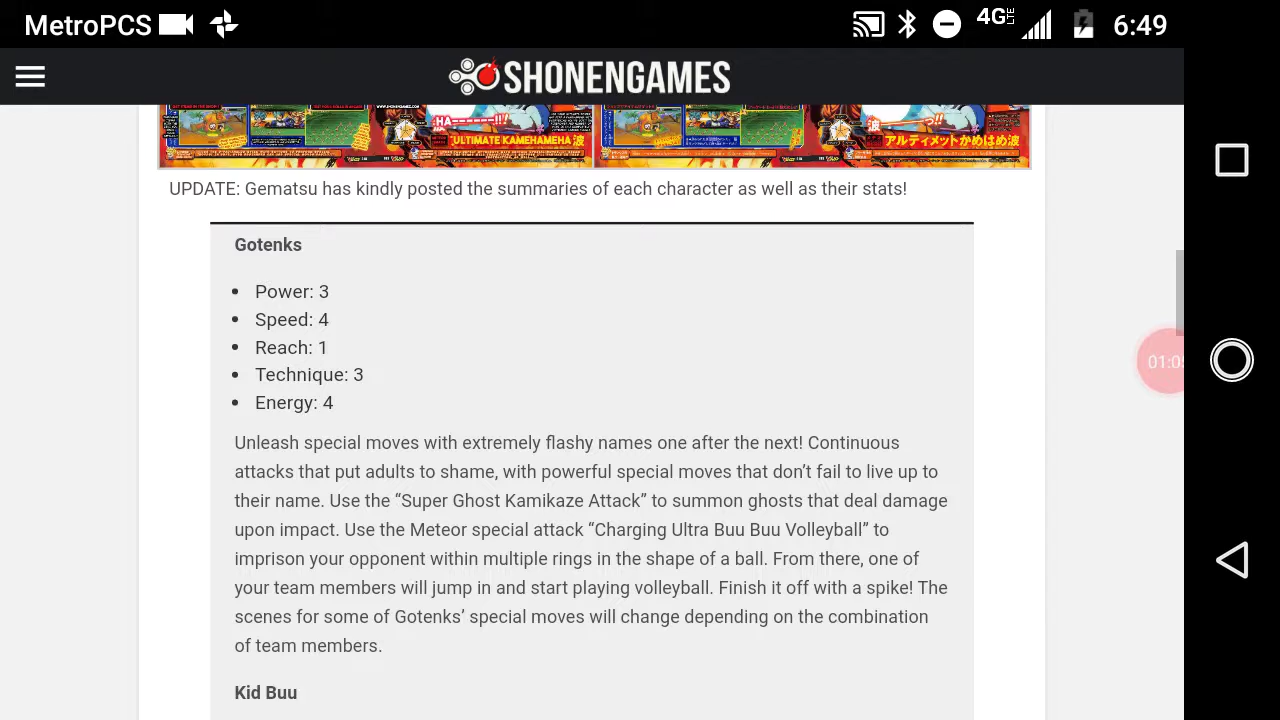 MetroPCS
4G LTE 6:49
SHONENGAMES
HA------!!!
ULTIMATE KAMEHAMEHA 波
アルティメットかめはめ波
UPDATE: Gematsu has kindly posted the summaries of each character as well as their stats!
Gotenks
Power: 3
Speed: 4
Reach: 1
Technique: 3
Energy: 4
Unleash special moves with extremely flashy names one after the next! Continuous
attacks that put adults to shame, with powerful special moves that don’t fail to live up to
their name. Use the “Super Ghost Kamikaze Attack” to summon ghosts that deal damage
upon impact. Use the Meteor special attack “Charging Ultra Buu Buu Volleyball” to
imprison your opponent within multiple rings in the shape of a ball. From there, one of
your team members will jump in and start playing volleyball. Finish it off with a spike! The
scenes for some of Gotenks’ special moves will change depending on the combination
of team members.
Kid Buu